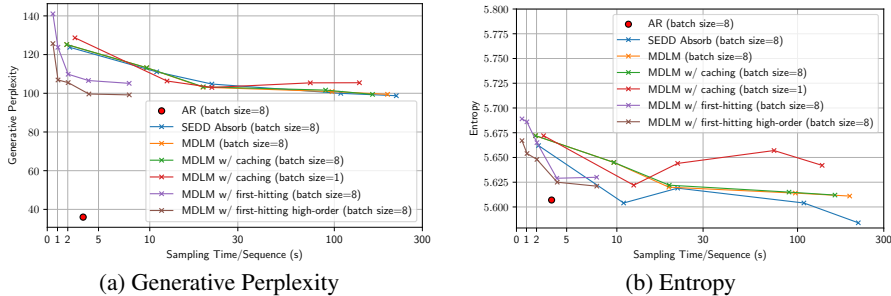 140
120
100
80
60
40
Generative Perplexity
AR (batch size=8)
SEDD Absorb (batch size=8)
MDLM (batch size=8)
MDLM w/ caching (batch size=8)
MDLM w/ caching (batch size=1)
MDLM w/ first-hitting (batch size=8)
MDLM w/ first-hitting high-order (batch size=8)
0 1 2 5 10 30 100 300
Sampling Time/Sequence (s)
(a) Generative Perplexity
5.800
5.775
5.750
5.725
5.700
5.675
5.650
5.625
5.600
Entropy
AR (batch size=8)
SEDD Absorb (batch size=8)
MDLM (batch size=8)
MDLM w/ caching (batch size=8)
MDLM w/ caching (batch size=1)
MDLM w/ first-hitting (batch size=8)
MDLM w/ first-hitting high-order (batch size=8)
0 1 2 5 10 30 100 300
Sampling Time/Sequence (s)
(b) Entropy